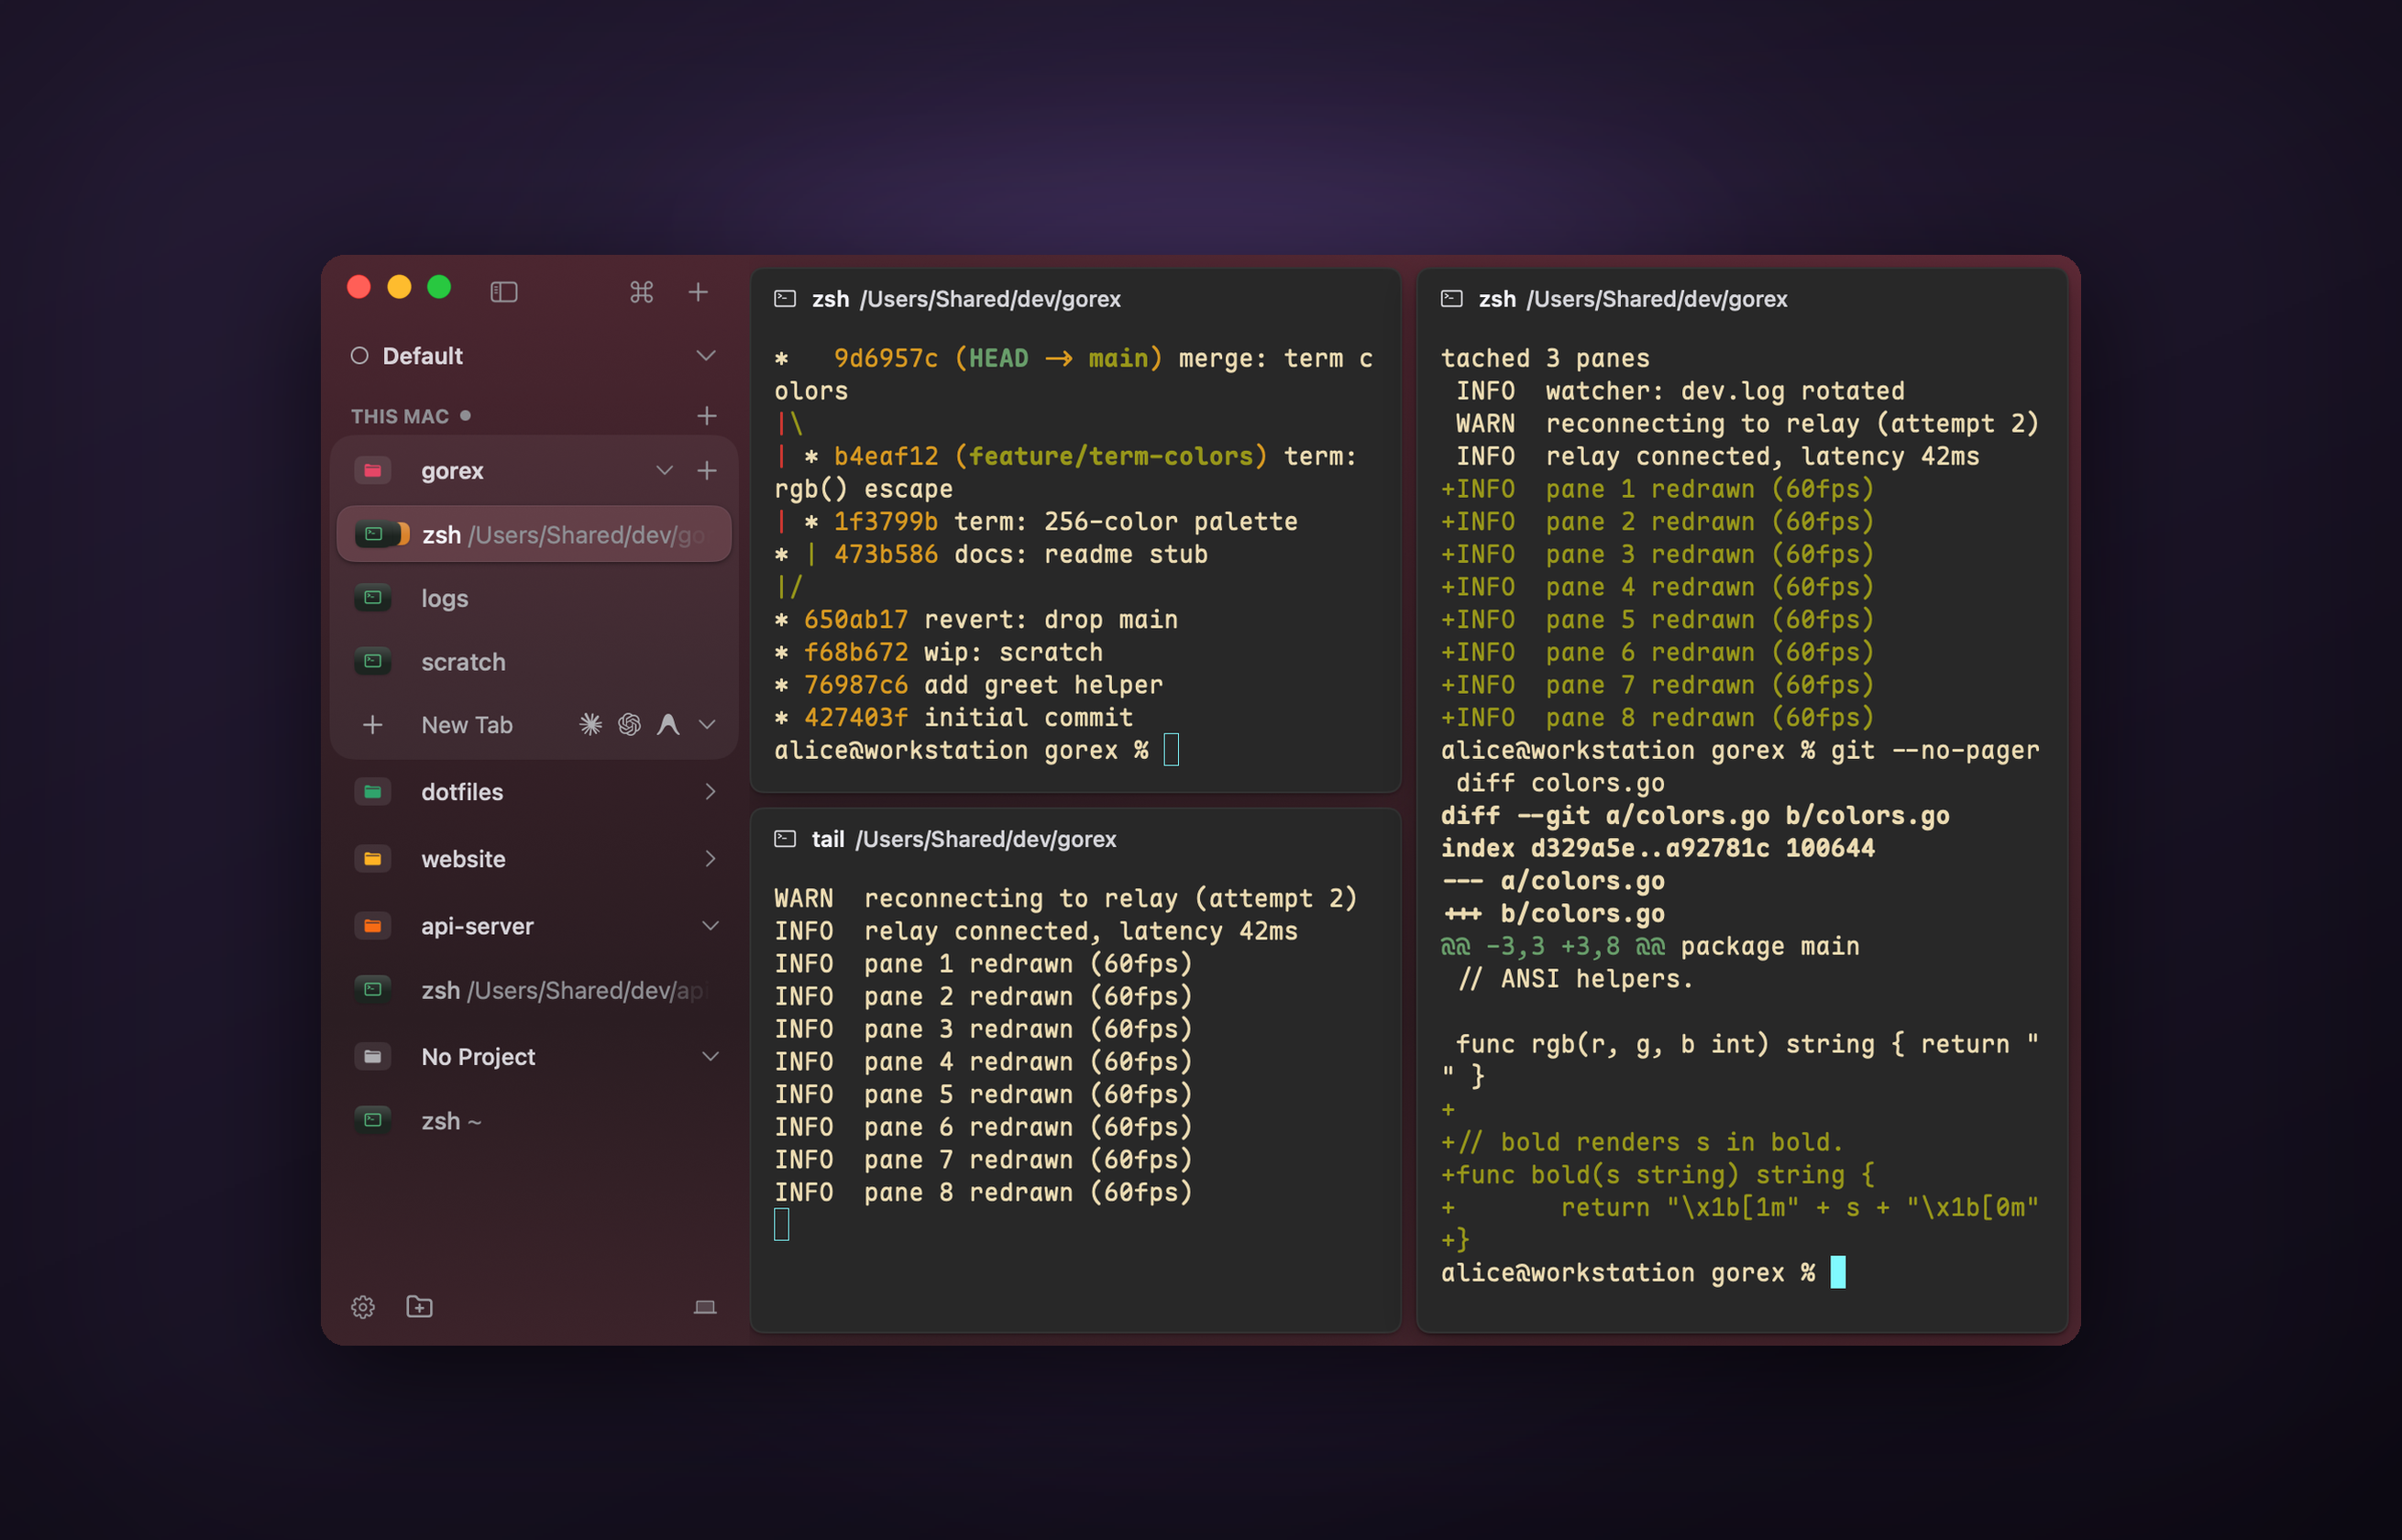 Default
THIS MAC
gorex
zsh /Users/Shared/dev/go
logs
scratch
New Tab
dotfiles
website
api-server
zsh /Users/Shared/dev/ap
No Project
zsh ~
zsh /Users/Shared/dev/gorex
*   9d6957c (HEAD -> main) merge: term c
olors
|\
| * b4eaf12 (feature/term-colors) term:
rgb() escape
| * 1f3799b term: 256-color palette
* | 473b586 docs: readme stub
|/
* 650ab17 revert: drop main
* f68b672 wip: scratch
* 76987c6 add greet helper
* 427403f initial commit
alice@workstation gorex %
tail /Users/Shared/dev/gorex
WARN  reconnecting to relay (attempt 2)
INFO  relay connected, latency 42ms
INFO  pane 1 redrawn (60fps)
INFO  pane 2 redrawn (60fps)
INFO  pane 3 redrawn (60fps)
INFO  pane 4 redrawn (60fps)
INFO  pane 5 redrawn (60fps)
INFO  pane 6 redrawn (60fps)
INFO  pane 7 redrawn (60fps)
INFO  pane 8 redrawn (60fps)
zsh /Users/Shared/dev/gorex
tached 3 panes
 INFO  watcher: dev.log rotated
 WARN  reconnecting to relay (attempt 2)
 INFO  relay connected, latency 42ms
+INFO  pane 1 redrawn (60fps)
+INFO  pane 2 redrawn (60fps)
+INFO  pane 3 redrawn (60fps)
+INFO  pane 4 redrawn (60fps)
+INFO  pane 5 redrawn (60fps)
+INFO  pane 6 redrawn (60fps)
+INFO  pane 7 redrawn (60fps)
+INFO  pane 8 redrawn (60fps)
alice@workstation gorex % git --no-pager
 diff colors.go
diff --git a/colors.go b/colors.go
index d329a5e..a92781c 100644
--- a/colors.go
+++ b/colors.go
@@ -3,3 +3,8 @@ package main
 // ANSI helpers.
 func rgb(r, g, b int) string { return "
" }
+
+// bold renders s in bold.
+func bold(s string) string {
+       return "\x1b[1m" + s + "\x1b[0m"
+}
alice@workstation gorex %